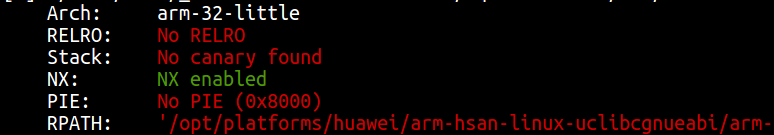 Arch: arm-32-little
RELRO: No RELRO
Stack: No canary found
NX: NX enabled
PIE: No PIE (0x8000)
RPATH: '/opt/platforms/huawei/arm-hsan-linux-uclibcgnueabi/arm-